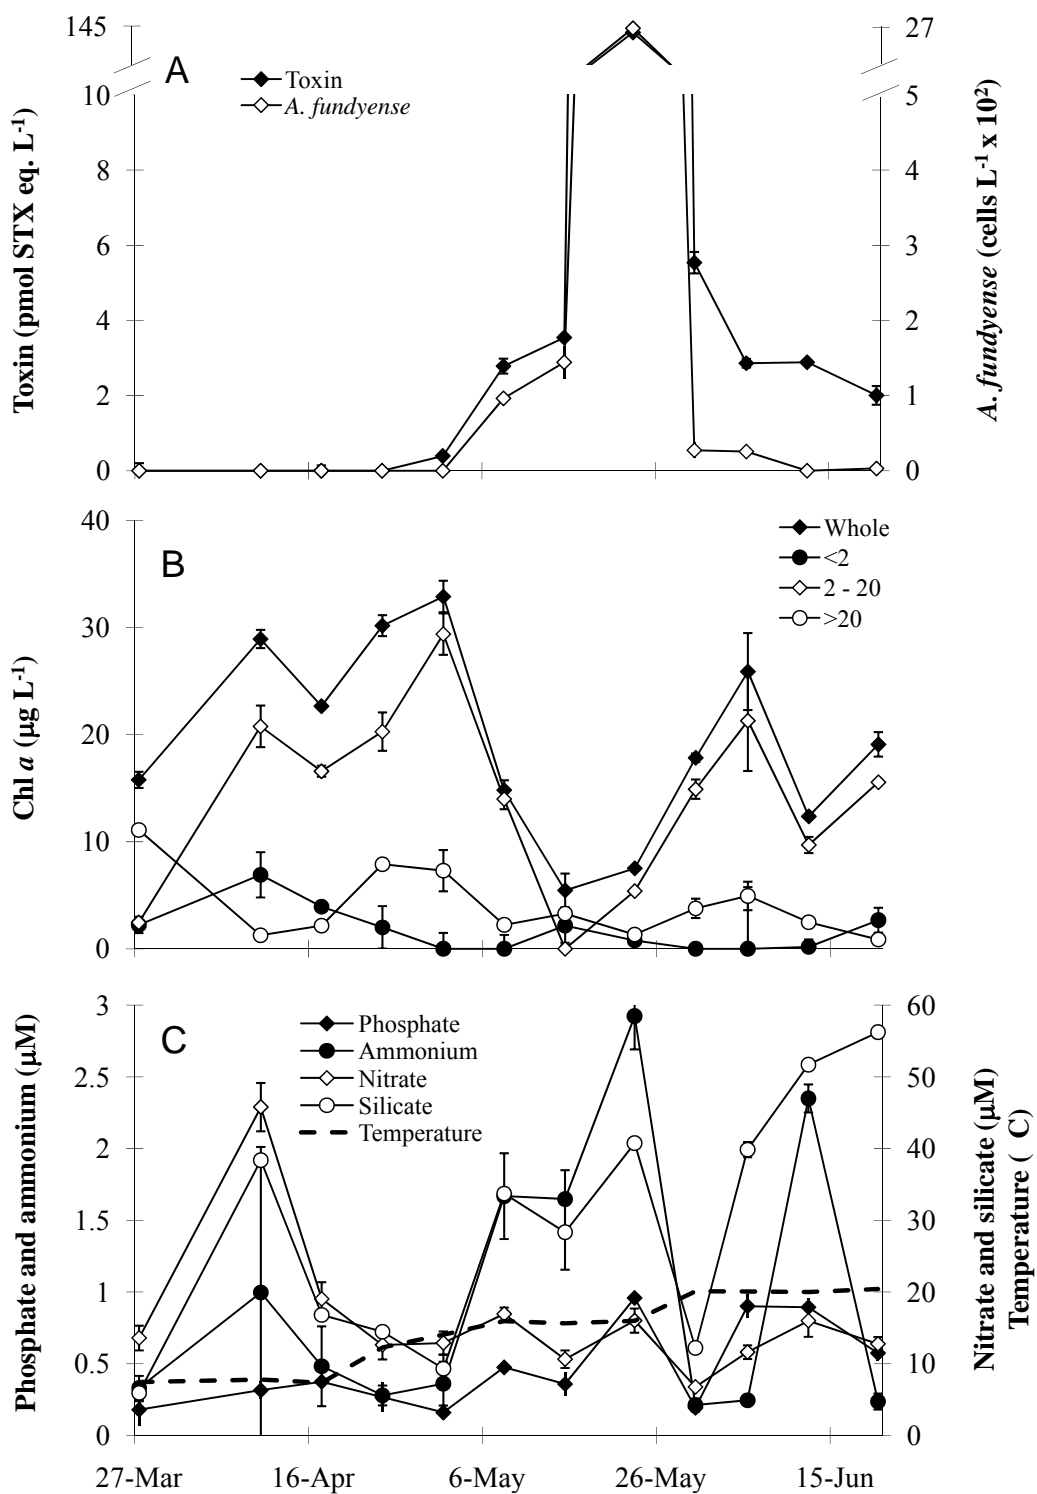 145
27
A
Toxin
A. fundyense
10
5
8
4
6
3
4
2
2
1
0
0
Toxin (pmol STX eq. L-1)
A. fundyense (cells L-1 x 102)
40
B
Whole
<2
2 - 20
>20
30
20
10
0
Chl a (µg L-1)
3
60
C
Phosphate
Ammonium
Nitrate
Silicate
Temperature
2.5
50
2
40
1.5
30
1
20
0.5
10
0
0
Phosphate and ammonium (µM)
Nitrate and silicate (µM)
Temperature ( C)
27-Mar 16-Apr 6-May 26-May 15-Jun